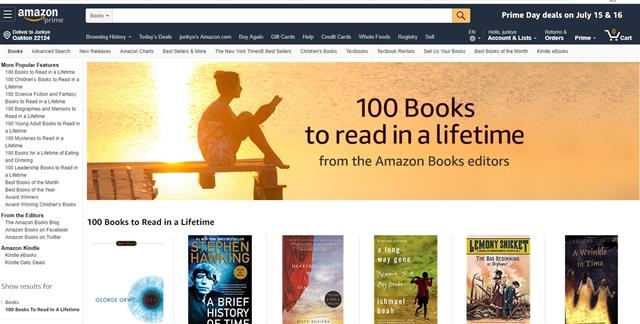 amazon
prime
Books
Prime Day deals on July 15 & 16
Deliver to Junkyo
Oakton 22124
Browsing History
Today's Deals
junkyo's Amazon.com
Buy Again
Gift Cards
Help
Credit Cards
Whole Foods
Registry
Sell
EN
Hello, junkyo
Account & Lists
Returns &
Orders
Prime
0
Cart
Books
Advanced Search
New Releases
Amazon Charts
Best Sellers & More
The New York Times® Best Sellers
Children's Books
Textbooks
Textbook Rentals
Sell Us Your Books
Best Books of the Month
Kindle eBooks
More Popular Features
100 Books to Read in a Lifetime
100 Children's Books to Read in a
Lifetime
100 Science Fiction and Fantasy
Books to Read in a Lifetime
100 Biographies and Memoirs to
Read in a Lifetime
100 Young Adult Books to Read in
a Lifetime
100 Mysteries to Read in a
Lifetime
100 Books for a Lifetime of Eating
and Drinking
100 Leadership Books to Read in
a Lifetime
Best Books of the Month
Best Books of the Year
Award Winners
Award Winning Children's Books
From the Editors
The Amazon Books Blog
Amazon Books on Facebook
Amazon Books on Twitter
Amazon Kindle
Kindle eBooks
Kindle Daily Deals
Show results for
Books
100 Books To Read In A Lifetime
100 Books
to read in a lifetime
from the Amazon Books editors
100 Books to Read in a Lifetime
GEORGE ORWELL
STEPHEN
HAWKING
A BRIEF
HISTORY
OF TIME
DAVE EGGERS
a long
way gone
ishmael
beah
LEMONY SNICKET
THE BAD BEGINNING
or, Orphans!
A Wrinkle
in Time